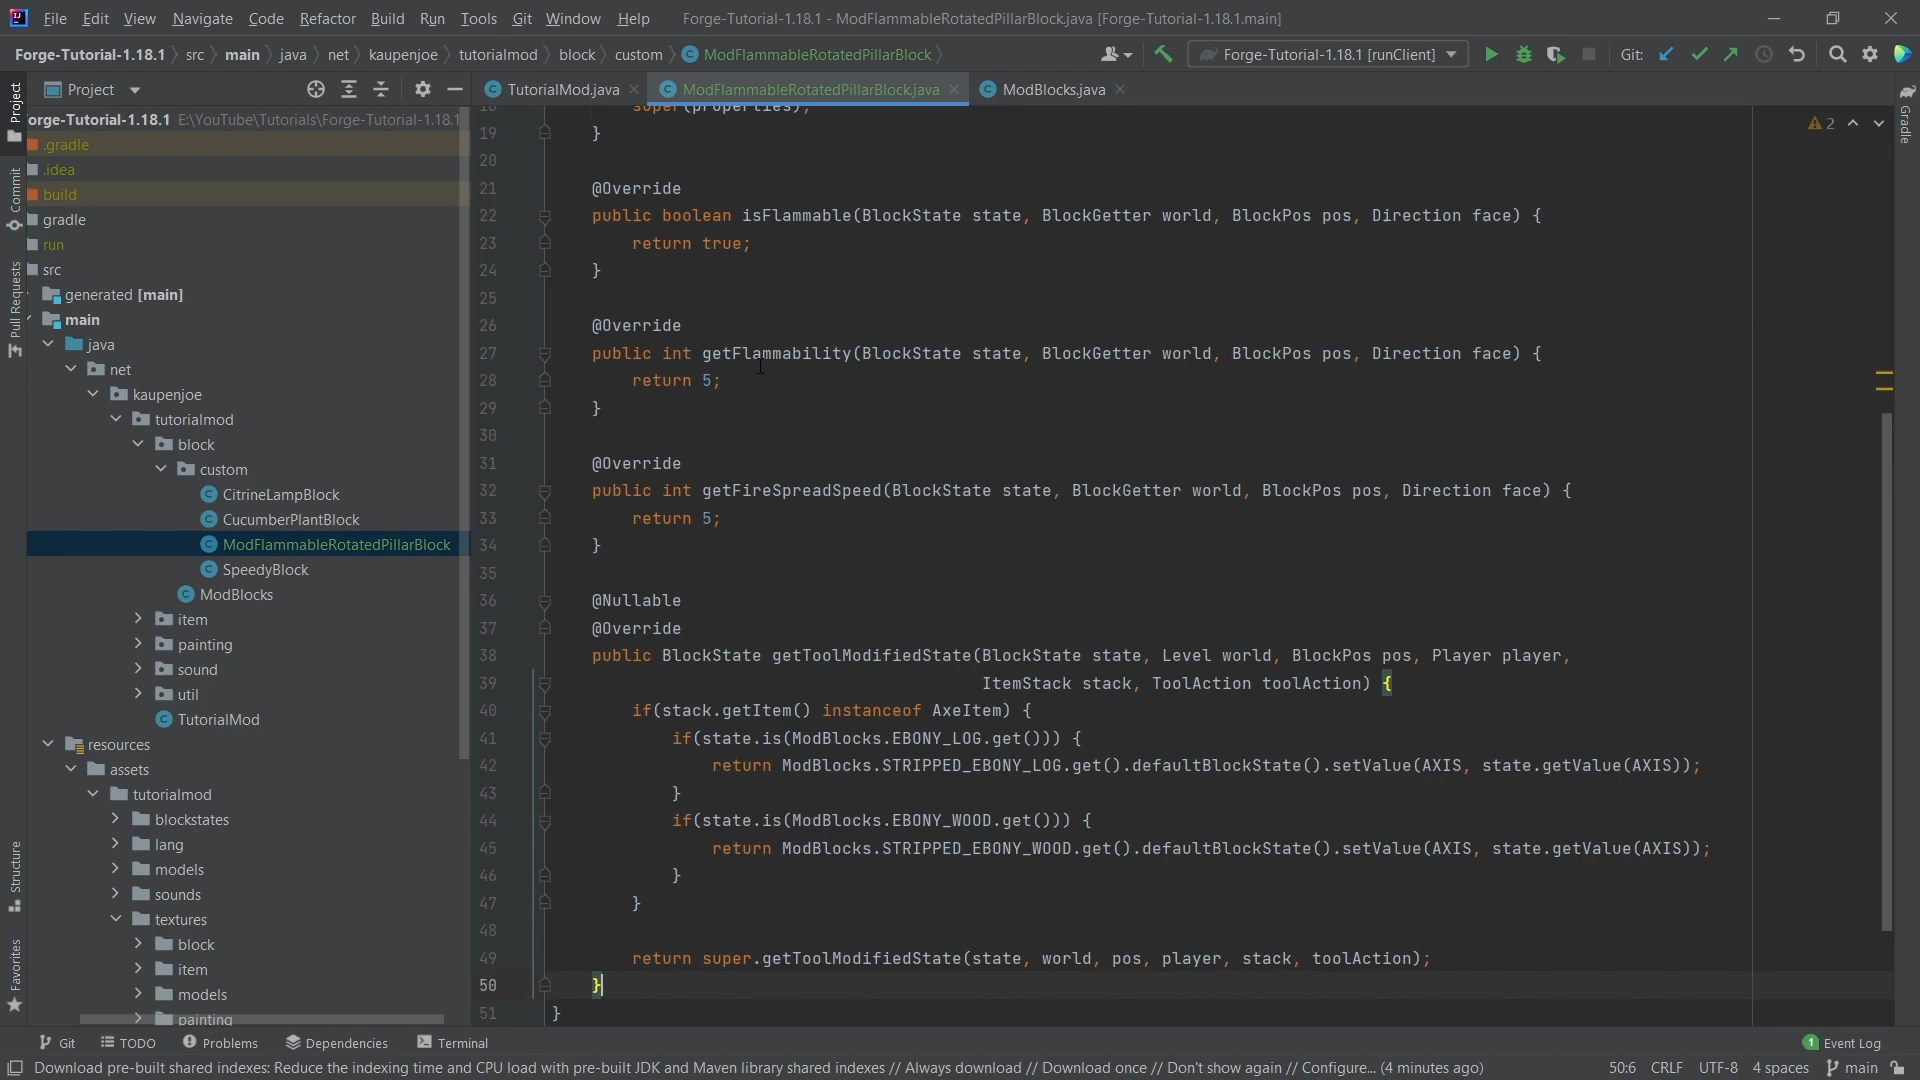 File Edit View Navigate Code Refactor Build Run Tools Git Window Help Forge-Tutorial-1.18.1 - ModFlammableRotatedPillarBlock.java [Forge-Tutorial-1.18.1.main]
Forge-Tutorial-1.18.1 src main java net kaupenjoe tutorialmod block custom ModFlammableRotatedPillarBlock Forge-Tutorial-1.18.1 [runClient] Git:
Project TutorialMod.java ModFlammableRotatedPillarBlock.java ModBlocks.java
Project
Commit
Pull Requests
Structure
Favorites
Gradle
orge-Tutorial-1.18.1 E:\YouTube\Tutorials\Forge-Tutorial-1.18.1
.gradle
.idea
build
gradle
run
src
generated [main]
main
java
net
kaupenjoe
tutorialmod
block
custom
CitrineLampBlock
CucumberPlantBlock
ModFlammableRotatedPillarBlock
SpeedyBlock
ModBlocks
item
painting
sound
util
TutorialMod
resources
assets
tutorialmod
blockstates
lang
models
sounds
textures
block
item
models
painting
2
18 super(properties);
19 }
20
21 @Override
22 public boolean isFlammable(BlockState state, BlockGetter world, BlockPos pos, Direction face) {
23 return true;
24 }
25
26 @Override
27 public int getFlammability(BlockState state, BlockGetter world, BlockPos pos, Direction face) {
28 return 5;
29 }
30
31 @Override
32 public int getFireSpreadSpeed(BlockState state, BlockGetter world, BlockPos pos, Direction face) {
33 return 5;
34 }
35
36 @Nullable
37 @Override
38 public BlockState getToolModifiedState(BlockState state, Level world, BlockPos pos, Player player,
39 ItemStack stack, ToolAction toolAction) {
40 if(stack.getItem() instanceof AxeItem) {
41 if(state.is(ModBlocks.EBONY_LOG.get())) {
42 return ModBlocks.STRIPPED_EBONY_LOG.get().defaultBlockState().setValue(AXIS, state.getValue(AXIS));
43 }
44 if(state.is(ModBlocks.EBONY_WOOD.get())) {
45 return ModBlocks.STRIPPED_EBONY_WOOD.get().defaultBlockState().setValue(AXIS, state.getValue(AXIS));
46 }
47 }
48
49 return super.getToolModifiedState(state, world, pos, player, stack, toolAction);
50 }
51 }
Git TODO Problems Dependencies Terminal 1 Event Log
Download pre-built shared indexes: Reduce the indexing time and CPU load with pre-built JDK and Maven library shared indexes // Always download // Download once // Don't show again // Configure... (4 minutes ago) 50:6 CRLF UTF-8 4 spaces main